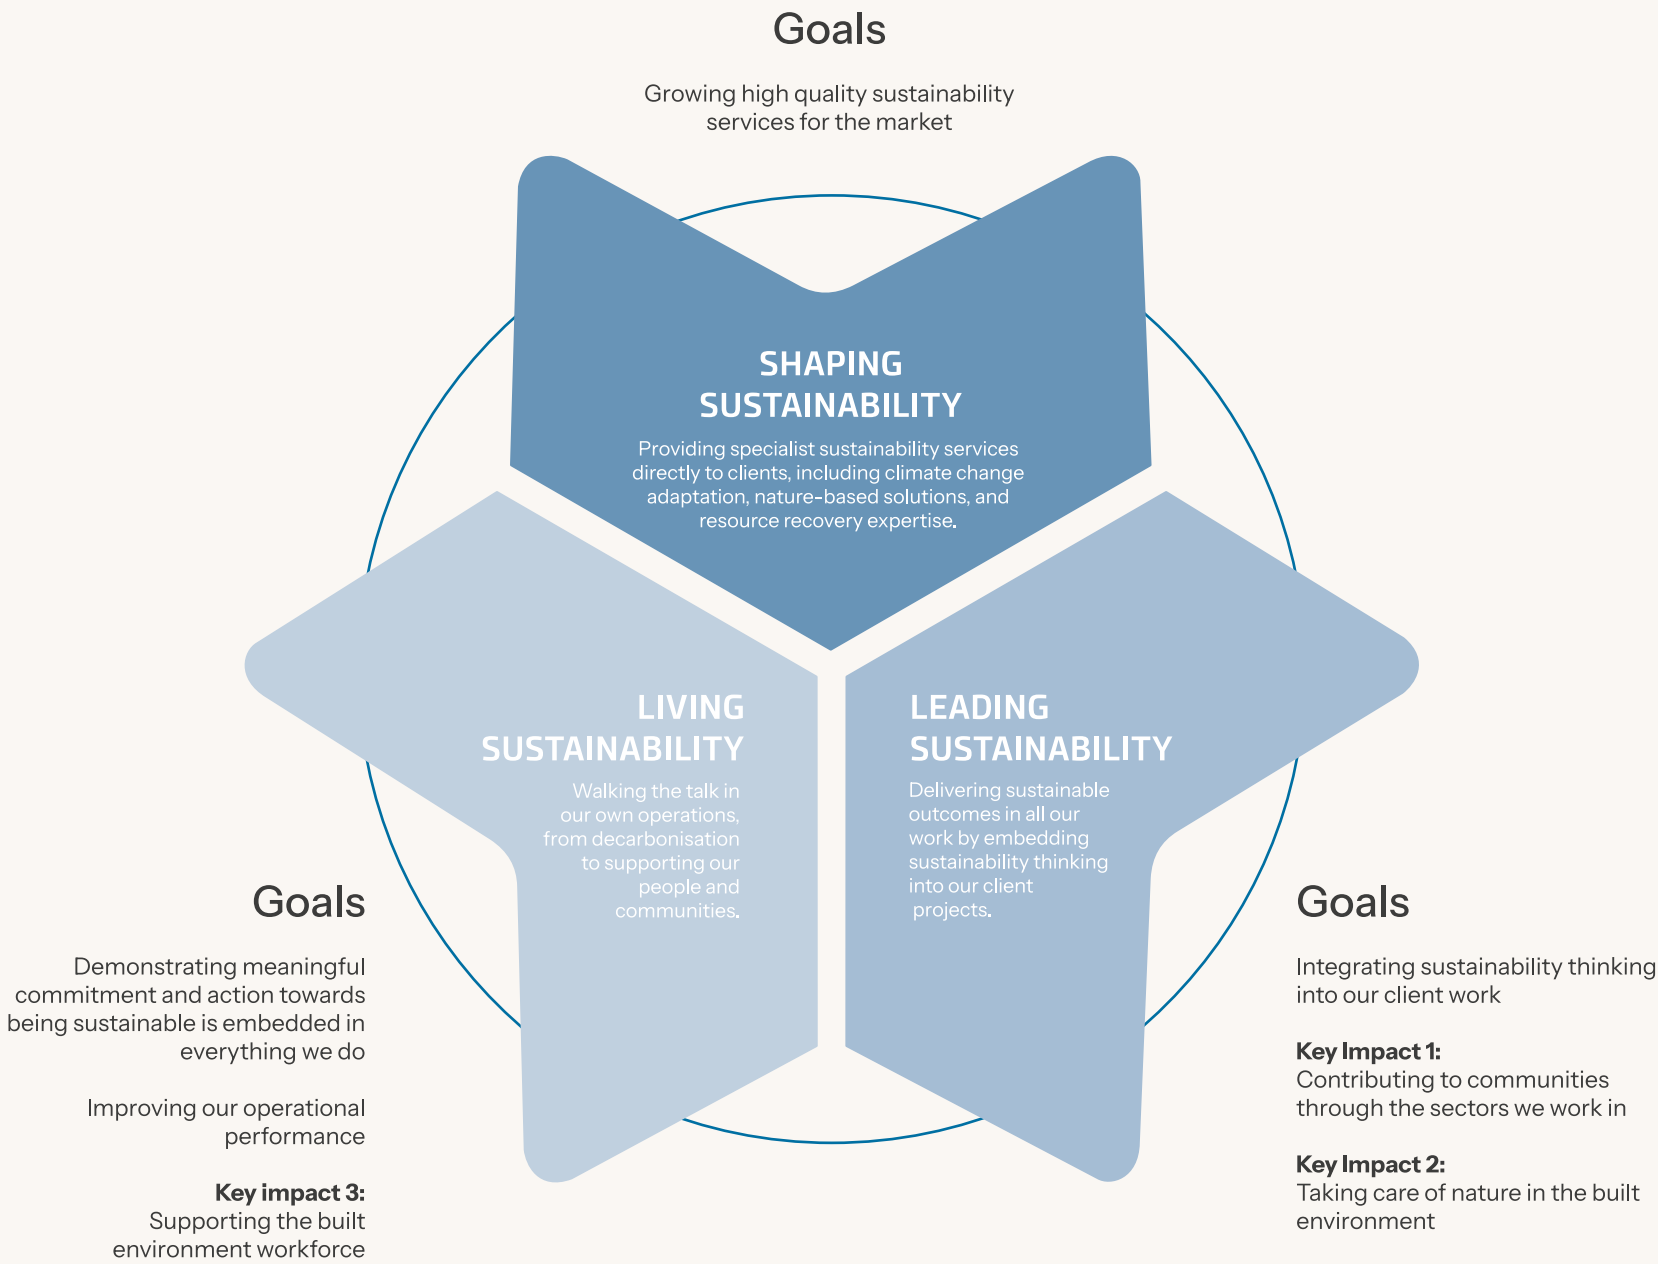 Goals
Growing high quality sustainability
services for the market
SHAPING
SUSTAINABILITY
Providing specialist sustainability services
directly to clients, including climate change
adaptation, nature-based solutions, and
resource recovery expertise.
LIVING
SUSTAINABILITY
Walking the talk in
our own operations,
from decarbonisation
to supporting our
people and
communities.
LEADING
SUSTAINABILITY
Delivering sustainable
outcomes in all our
work by embedding
sustainability thinking
into our client
projects.
Goals
Demonstrating meaningful
commitment and action towards
being sustainable is embedded in
everything we do
Improving our operational
performance
Key impact 3:
Supporting the built
environment workforce
Goals
Integrating sustainability thinking
into our client work
Key Impact 1:
Contributing to communities
through the sectors we work in
Key Impact 2:
Taking care of nature in the built
environment